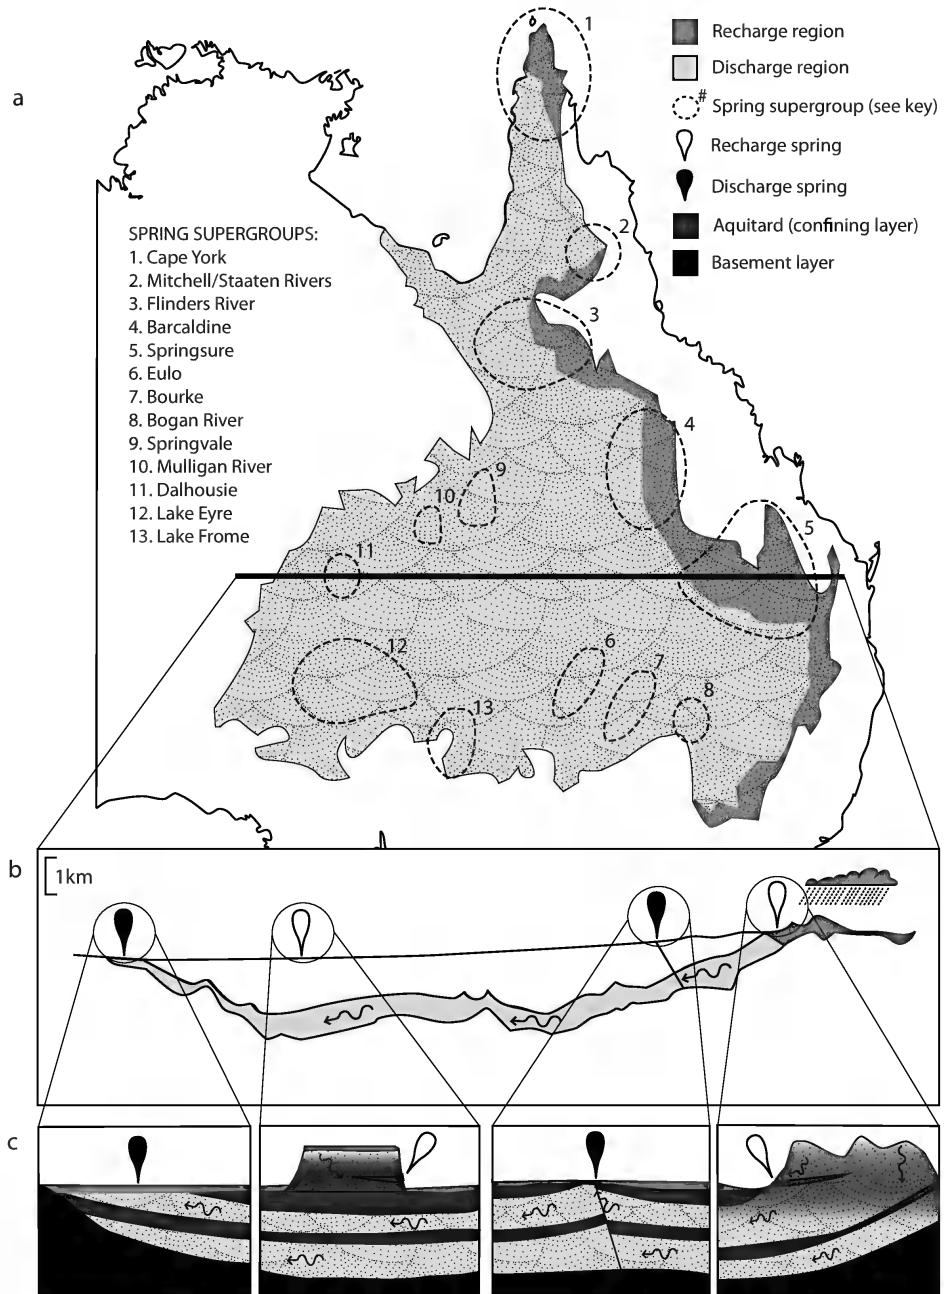 a
Recharge region
Discharge region
# Spring supergroup (see key)
Recharge spring
Discharge spring
Aquitard (confining layer)
Basement layer
SPRING SUPERGROUPS:
1. Cape York
2. Mitchell/Staaten Rivers
3. Flinders River
4. Barcaldine
5. Springsure
6. Eulo
7. Bourke
8. Bogan River
9. Springvale
10. Mulligan River
11. Dalhousie
12. Lake Eyre
13. Lake Frome
1
2
3
4
9
10
5
11
12
6
7
8
13
b
1km
c